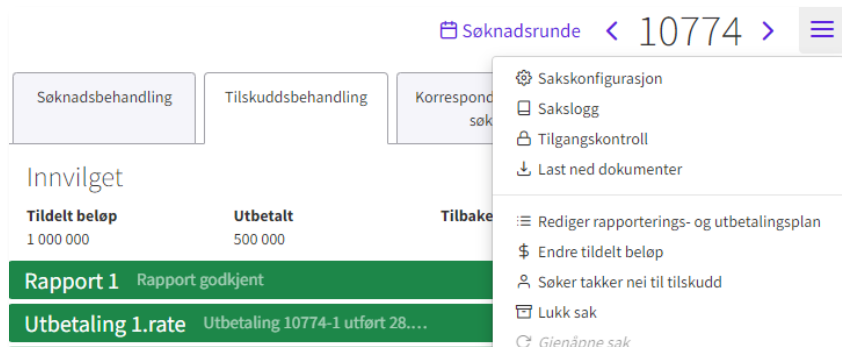 Søknadsrunde 10774
Søknadsbehandling
Tilskuddsbehandling
Korrespond
søk
Innvilget
Tildelt beløp Utbetalt Tilbake
1 000 000 500 000
Rapport 1 Rapport godkjent
Utbetaling 1.rate Utbetaling 10774-1 utført 28....
Sakskonfigurasjon
Sakslogg
Tilgangskontroll
Last ned dokumenter
Rediger rapporterings- og utbetalingsplan
Endre tildelt beløp
Søker takker nei til tilskudd
Lukk sak
Gjenåpne sak